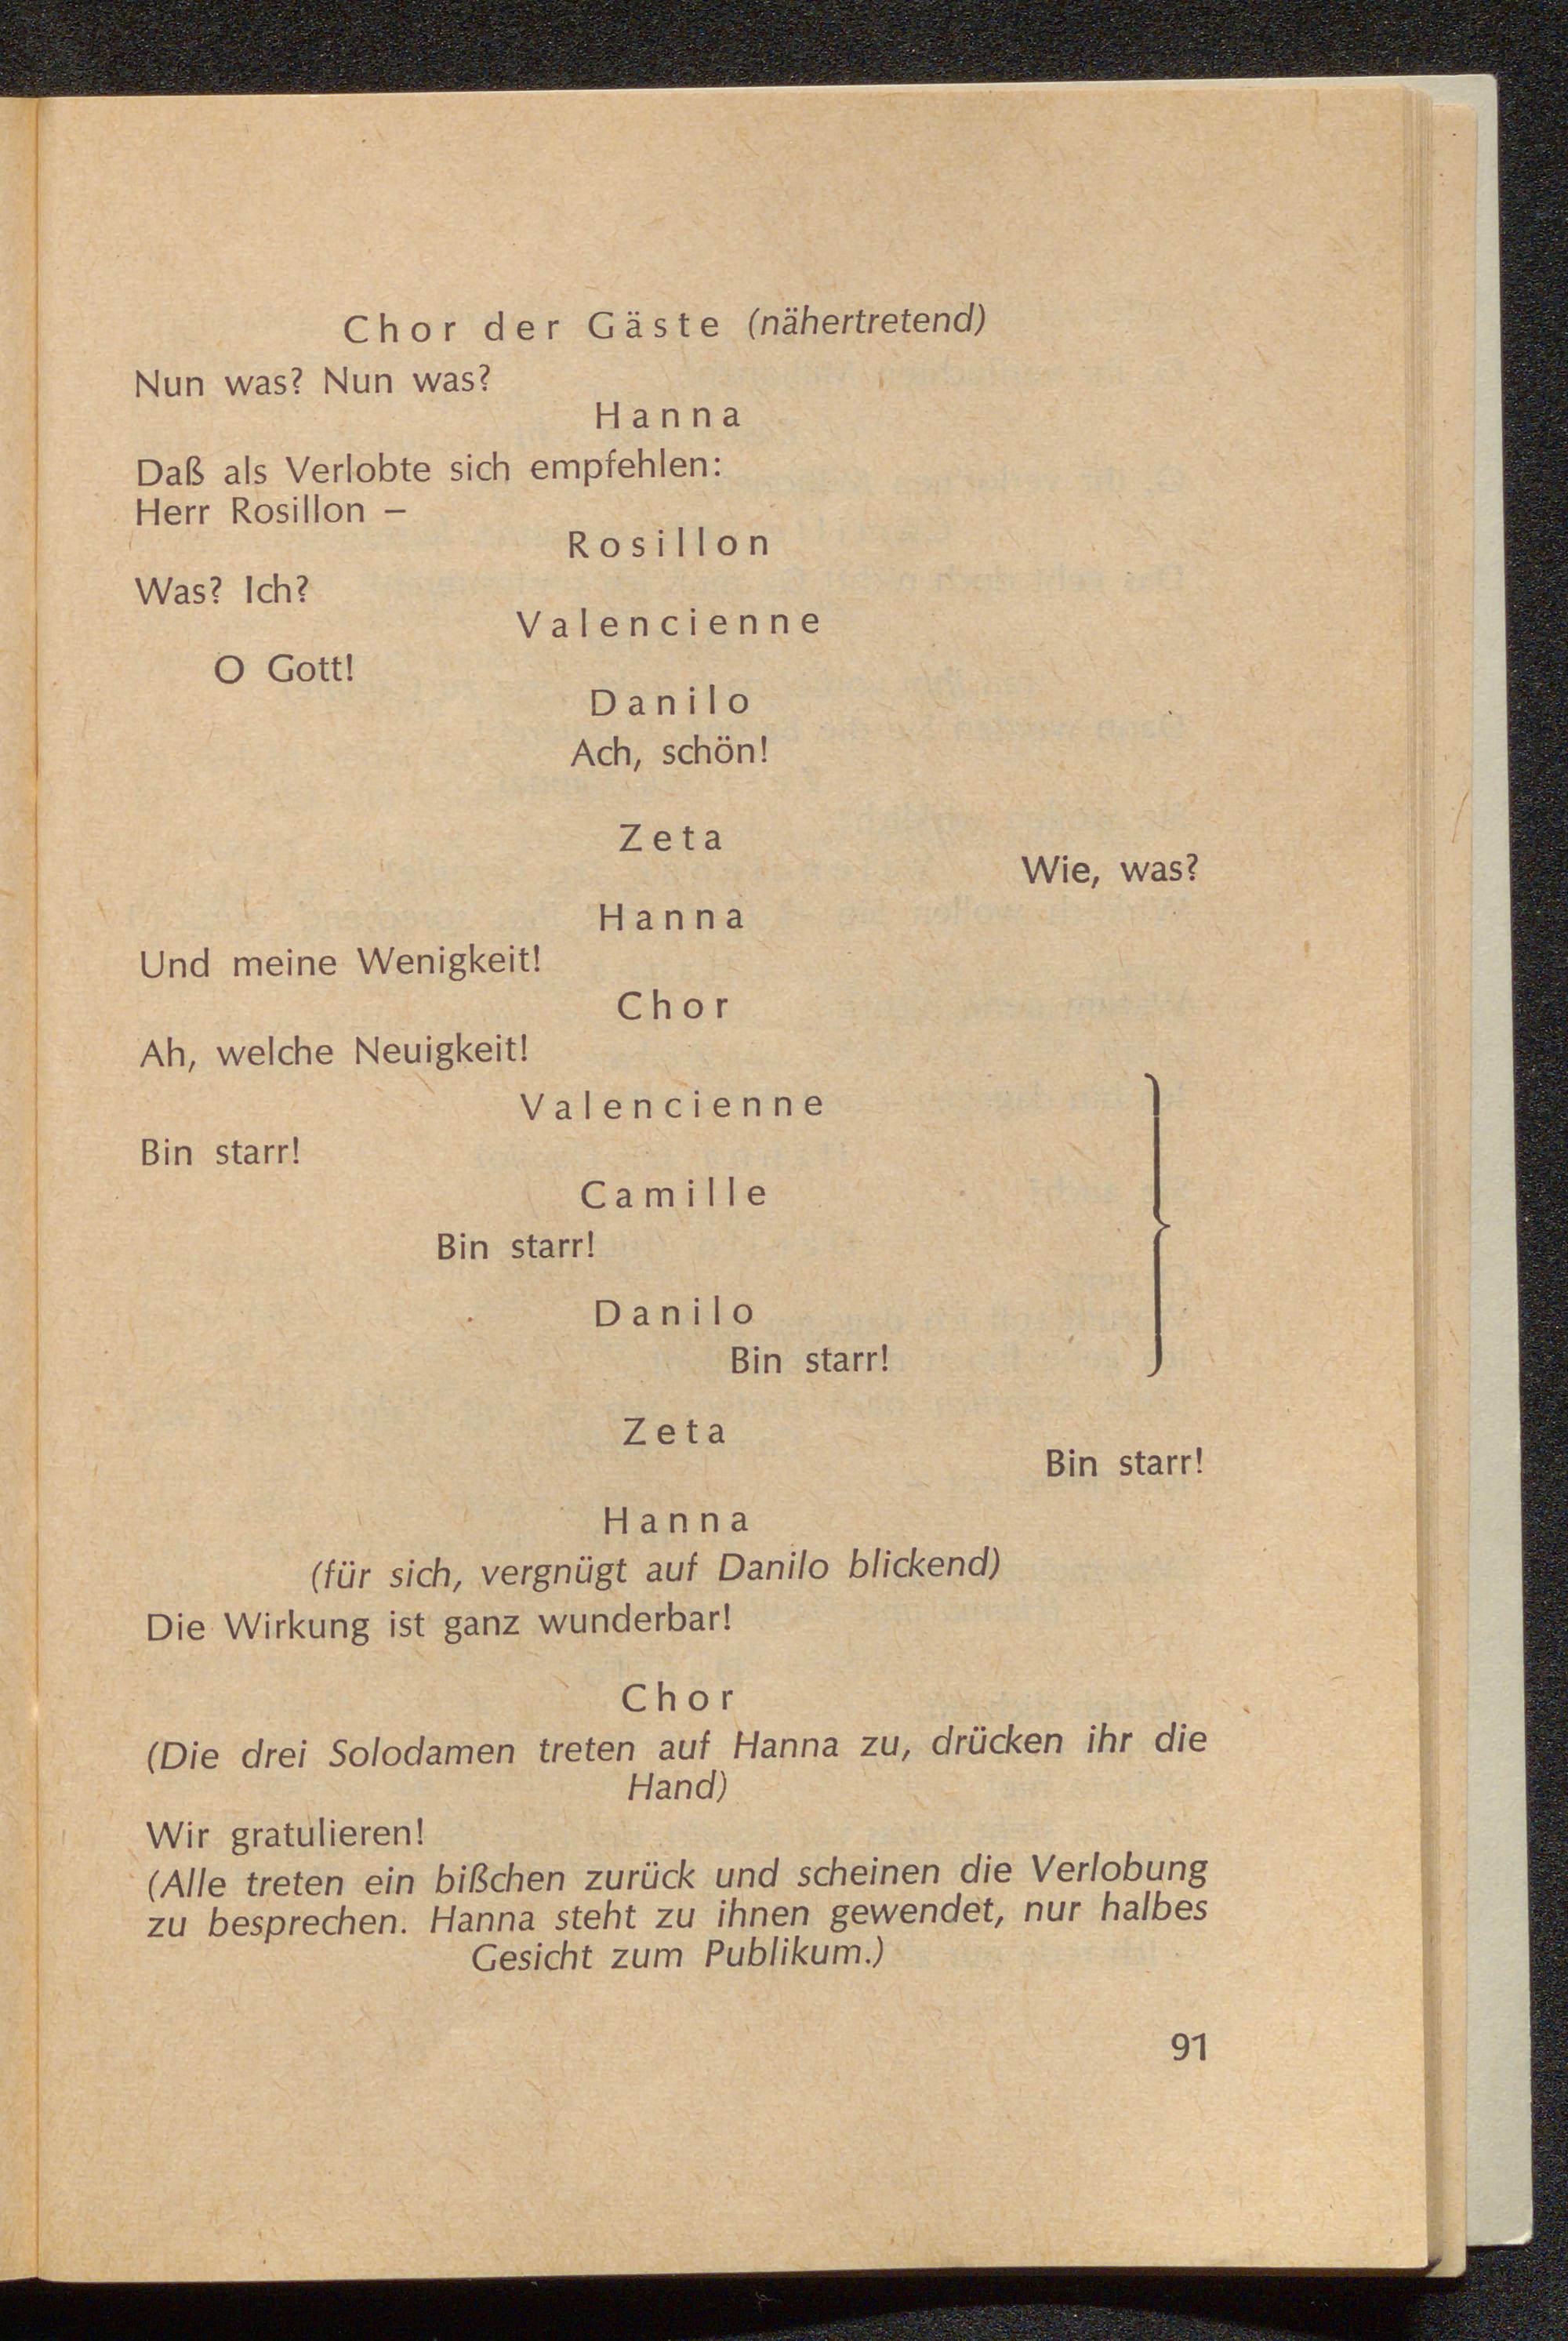 Chor der Gäste (nähertretend)
Nun was? Nun was?
Hanna
Daß als Verlobte sich empfehlen:
Herr Rosillon –
Rosillon
Was? Ich?
Valencienne
O Gott!
Danilo
Ach, schön!
Zeta
Wie, was?
Hanna
Und meine Wenigkeit!
Chor
Ah, welche Neuigkeit!
Valencienne
Bin starr!
Camille
Bin starr!
Danilo
Bin starr!
Zeta
Bin starr!
Hanna
(für sich, vergnügt auf Danilo blickend)
Die Wirkung ist ganz wunderbar!
Chor
(Die drei Solodamen treten auf Hanna zu, drücken ihr die
Hand)
Wir gratulieren!
(Alle treten ein bißchen zurück und scheinen die Verlobung
zu besprechen. Hanna steht zu ihnen gewendet, nur halbes
Gesicht zum Publikum.)
91